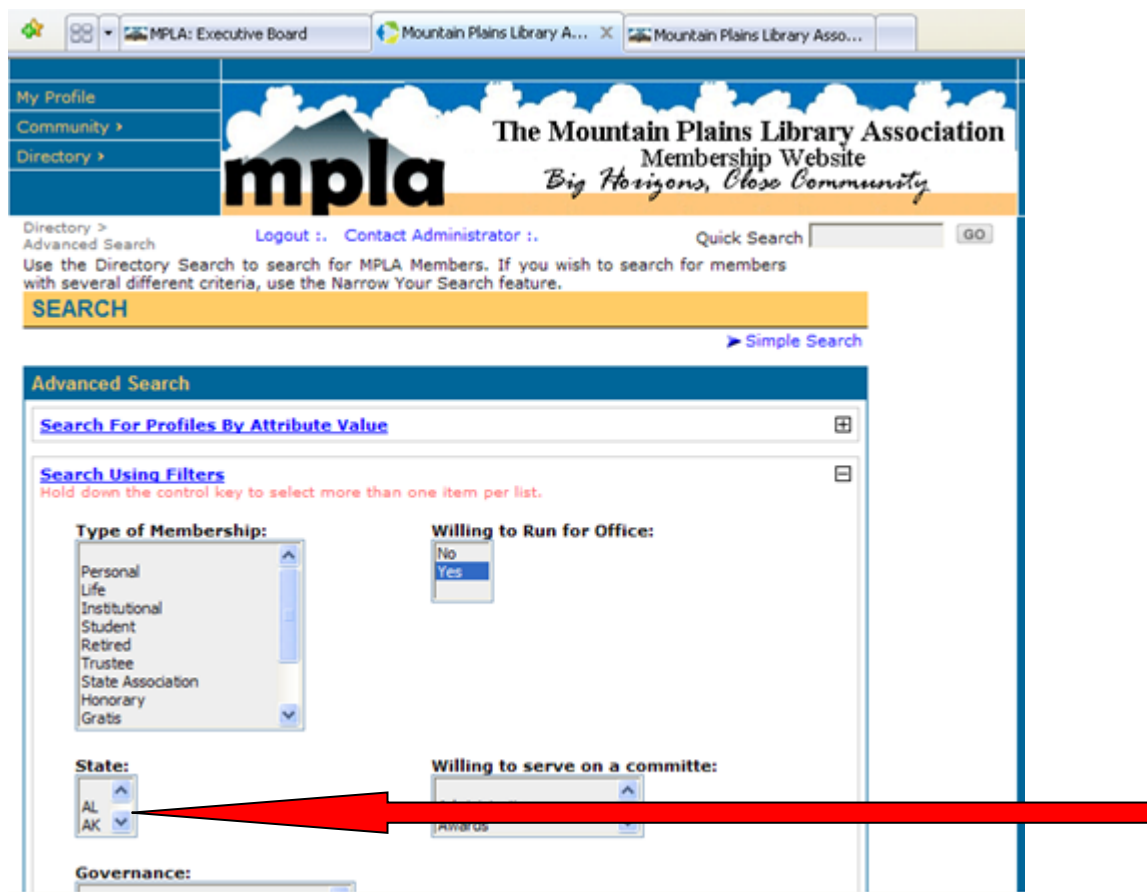 MPLA: Executive Board
Mountain Plains Library A...
Mountain Plains Library Asso...
My Profile
Community >
Directory >
mpla
The Mountain Plains Library Association
Membership Website
Big Horizons, Close Community
Directory >
Advanced Search
Logout :. Contact Administrator :.
Quick Search
GO
Use the Directory Search to search for MPLA Members. If you wish to search for members
with several different criteria, use the Narrow Your Search feature.
SEARCH
Simple Search
Advanced Search
Search For Profiles By Attribute Value
Search Using Filters
Hold down the control key to select more than one item per list.
Type of Membership:
Personal
Life
Institutional
Student
Retired
Trustee
State Association
Honorary
Gratis
Willing to Run for Office:
No
Yes
State:
AL
AK
Willing to serve on a committe:
Awards
Governance: